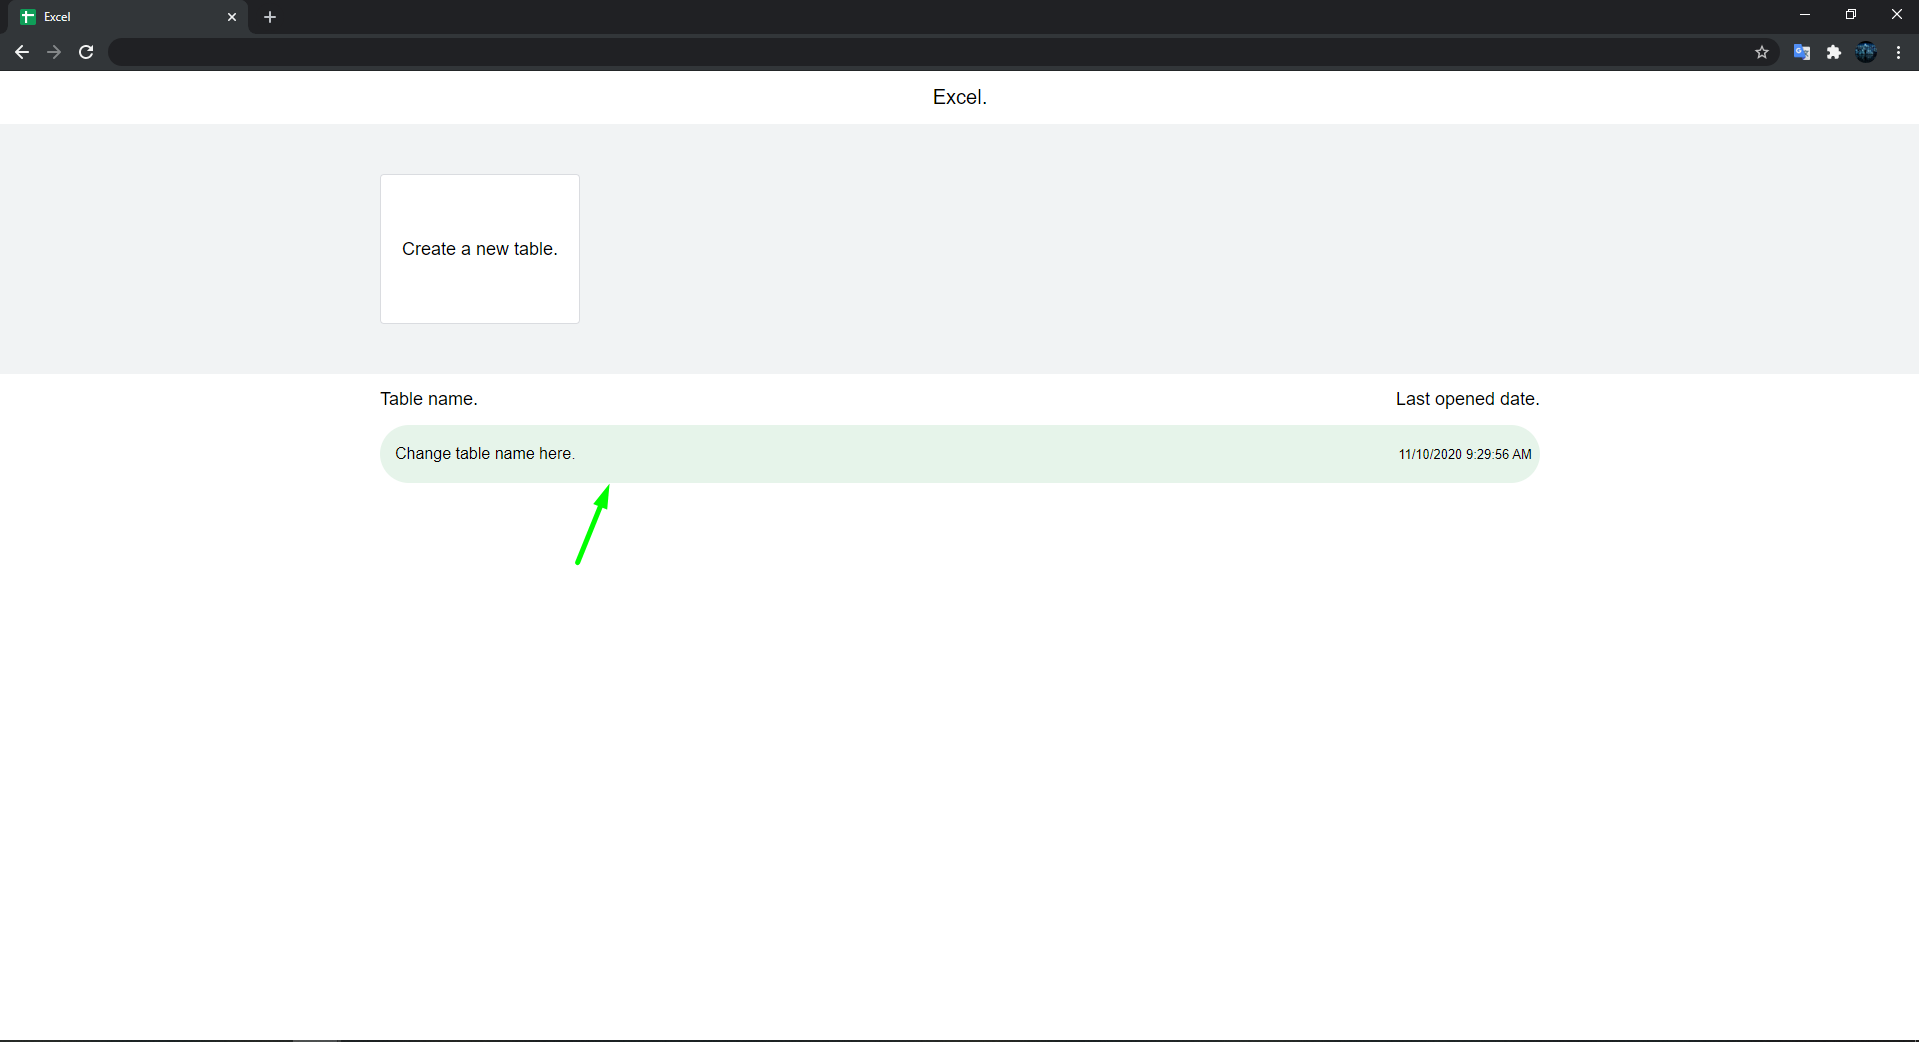 Excel
Excel.
Create a new table.
Table name.
Last opened date.
Change table name here.
11/10/2020 9:29:56 AM